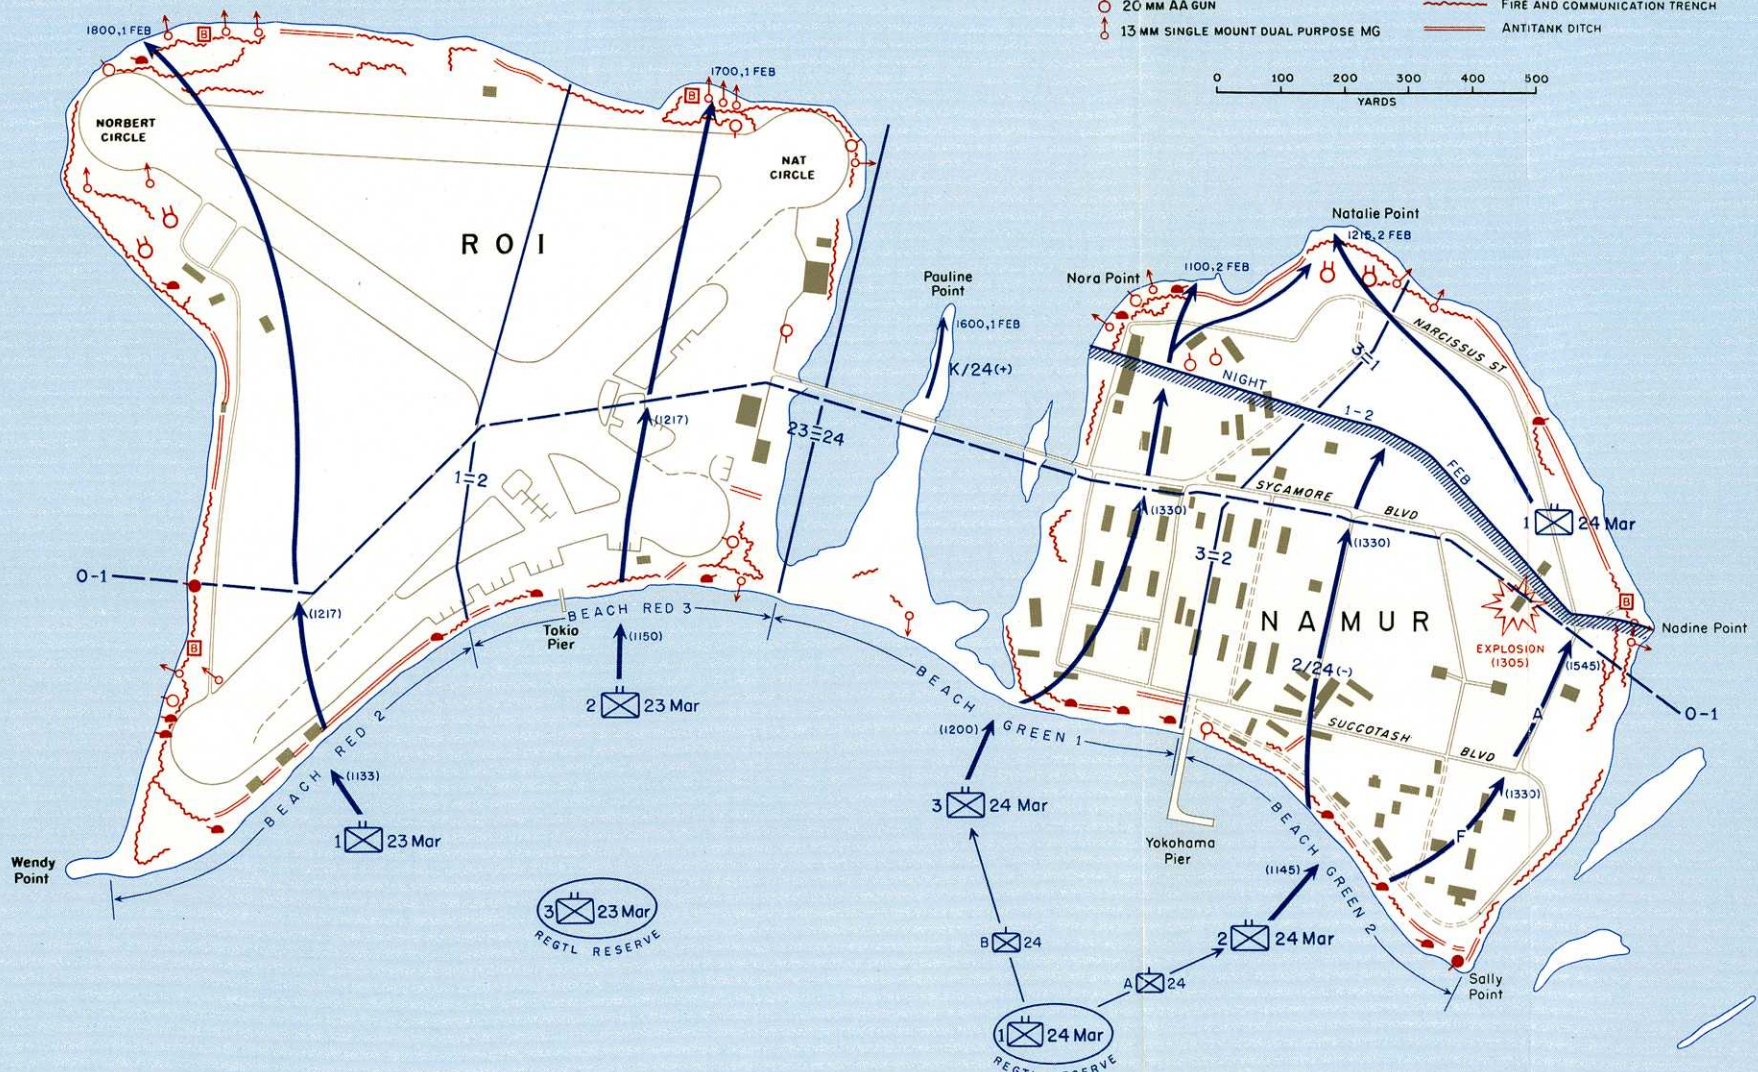 20 MM AA GUN
FIRE AND COMMUNICATION TRENCH
13 MM SINGLE MOUNT DUAL PURPOSE MG
ANTITANK DITCH
0 100 200 300 400 500
YARDS
1800, 1 FEB
B
1700, 1 FEB
B
NORBERT
CIRCLE
NAT
CIRCLE
ROI
Natalie Point
1215, 2 FEB
Nora Point
1100, 2 FEB
Pauline
Point
1600, 1 FEB
K/24(+)
NARCISSUS ST
3=1
NIGHT
1-2
FEB
(1217)
23=24
1=2
SYCAMORE
BLVD
(1330)
(1330)
1 24 Mar
3=2
O-1
(1217)
BEACH RED 3
Tokio
Pier
(1150)
B
NAMUR
B
Nadine Point
EXPLOSION
(1305)
(1545)
2/24(-)
B
2 23 Mar
BEACH GREEN 1
(1200)
A
O-1
SUCCOTASH
BLVD
BEACH RED 2
(1133)
(1330)
3 24 Mar
1 23 Mar
F
Yokohama
Pier
BEACH GREEN 2
(1145)
Wendy
Point
3 23 Mar
REGTL RESERVE
B 24
2 24 Mar
A 24
Sally
Point
1 24 Mar
REGTL RESERVE